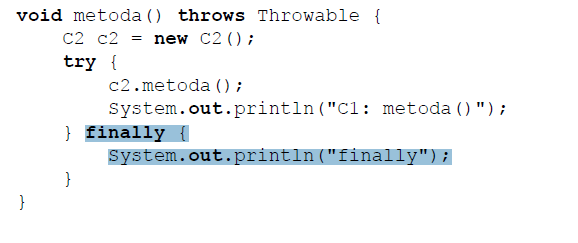 void metoda() throws Throwable {
C2 c2 = new C2();
try {
c2.metoda();
System.out.println("C1: metoda()");
} finally {
System.out.println("finally");
}
}